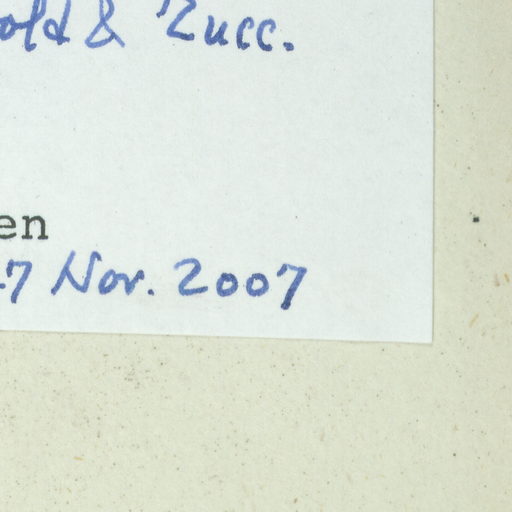 old & Zucc.
en
7 Nov. 2007